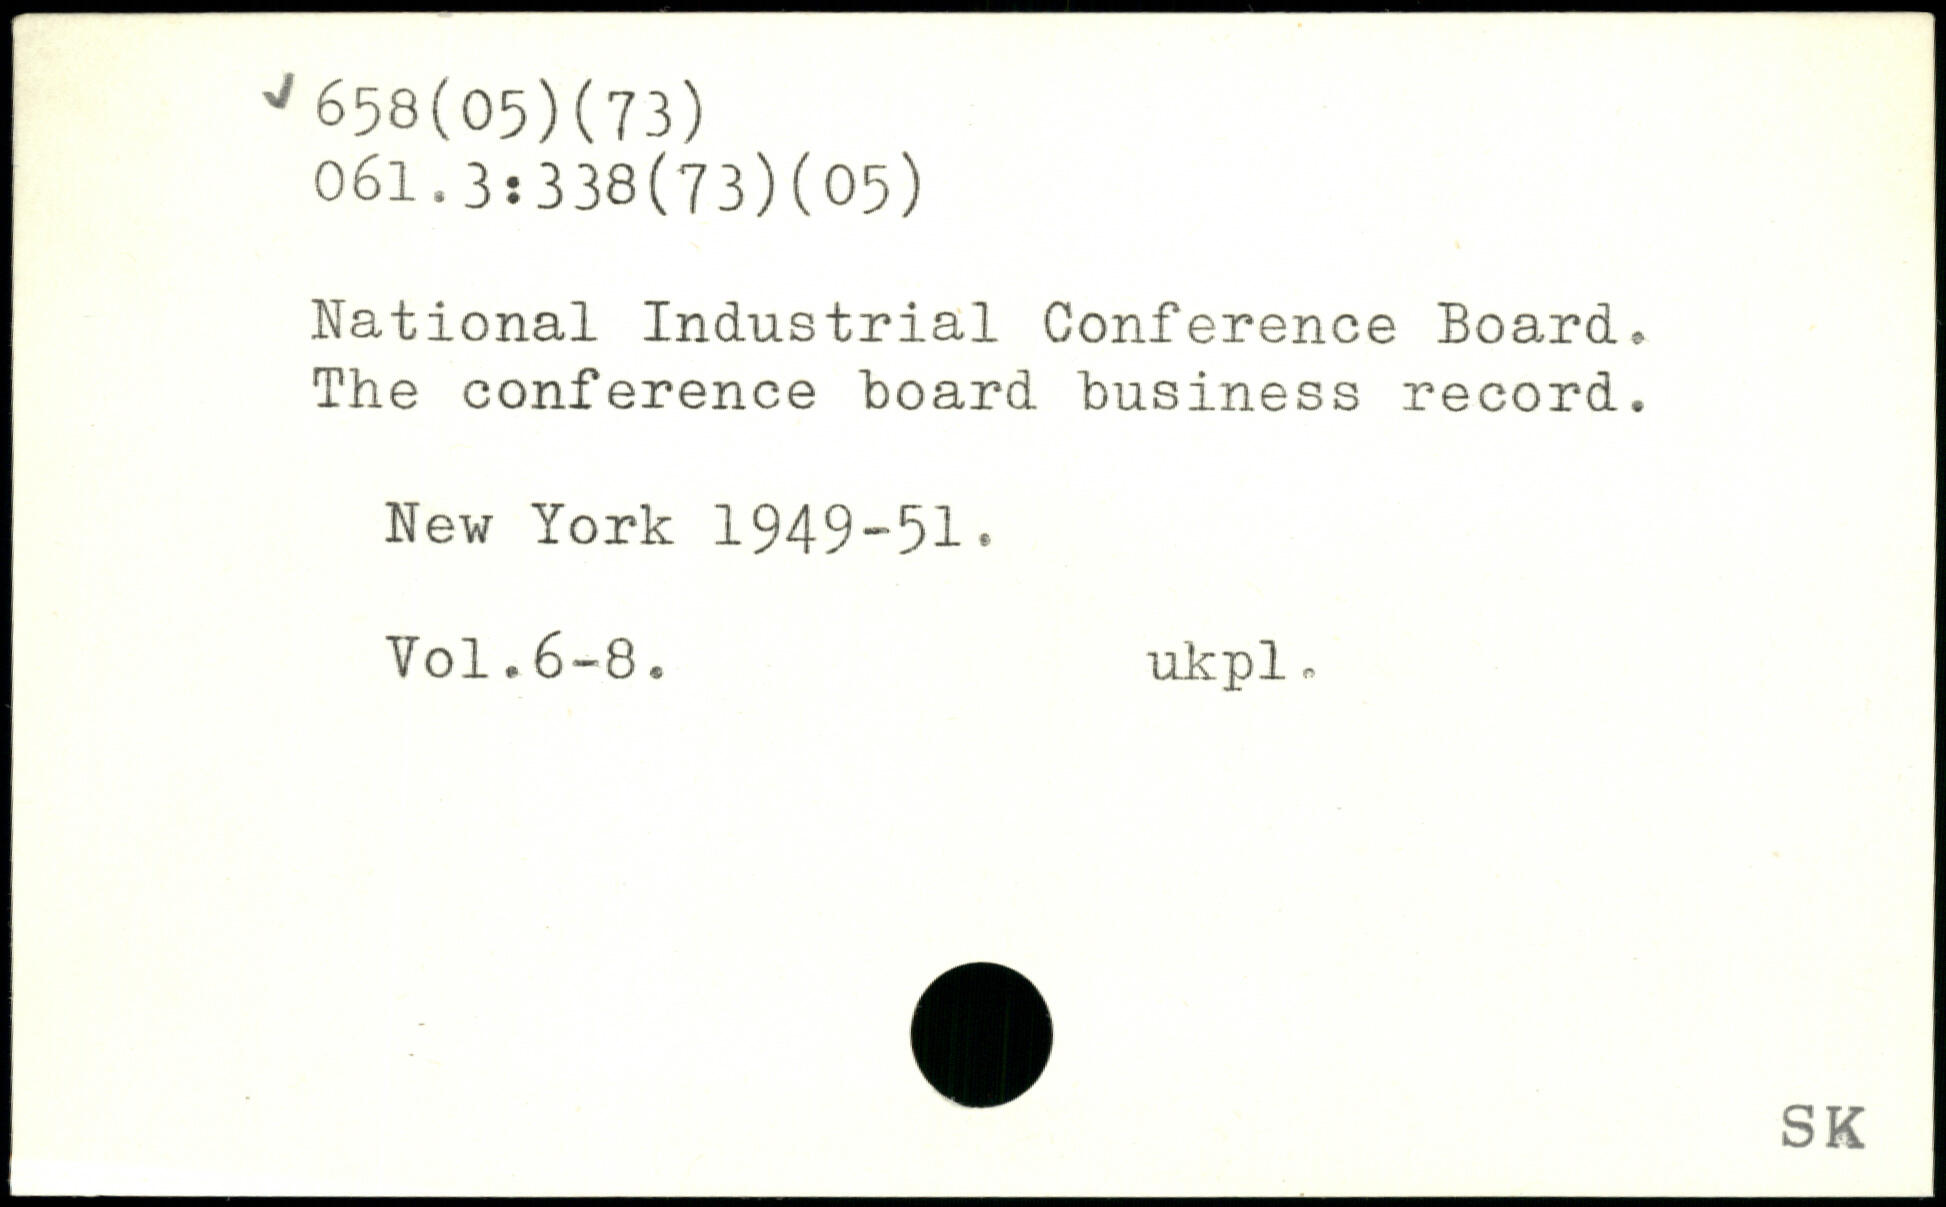 ✓ 658(05)(73)
061.3:338(73)(05)
National Industrial Conference Board.
The conference board business record.
New York 1949-51.
Vol.6-8. ukpl.
SK